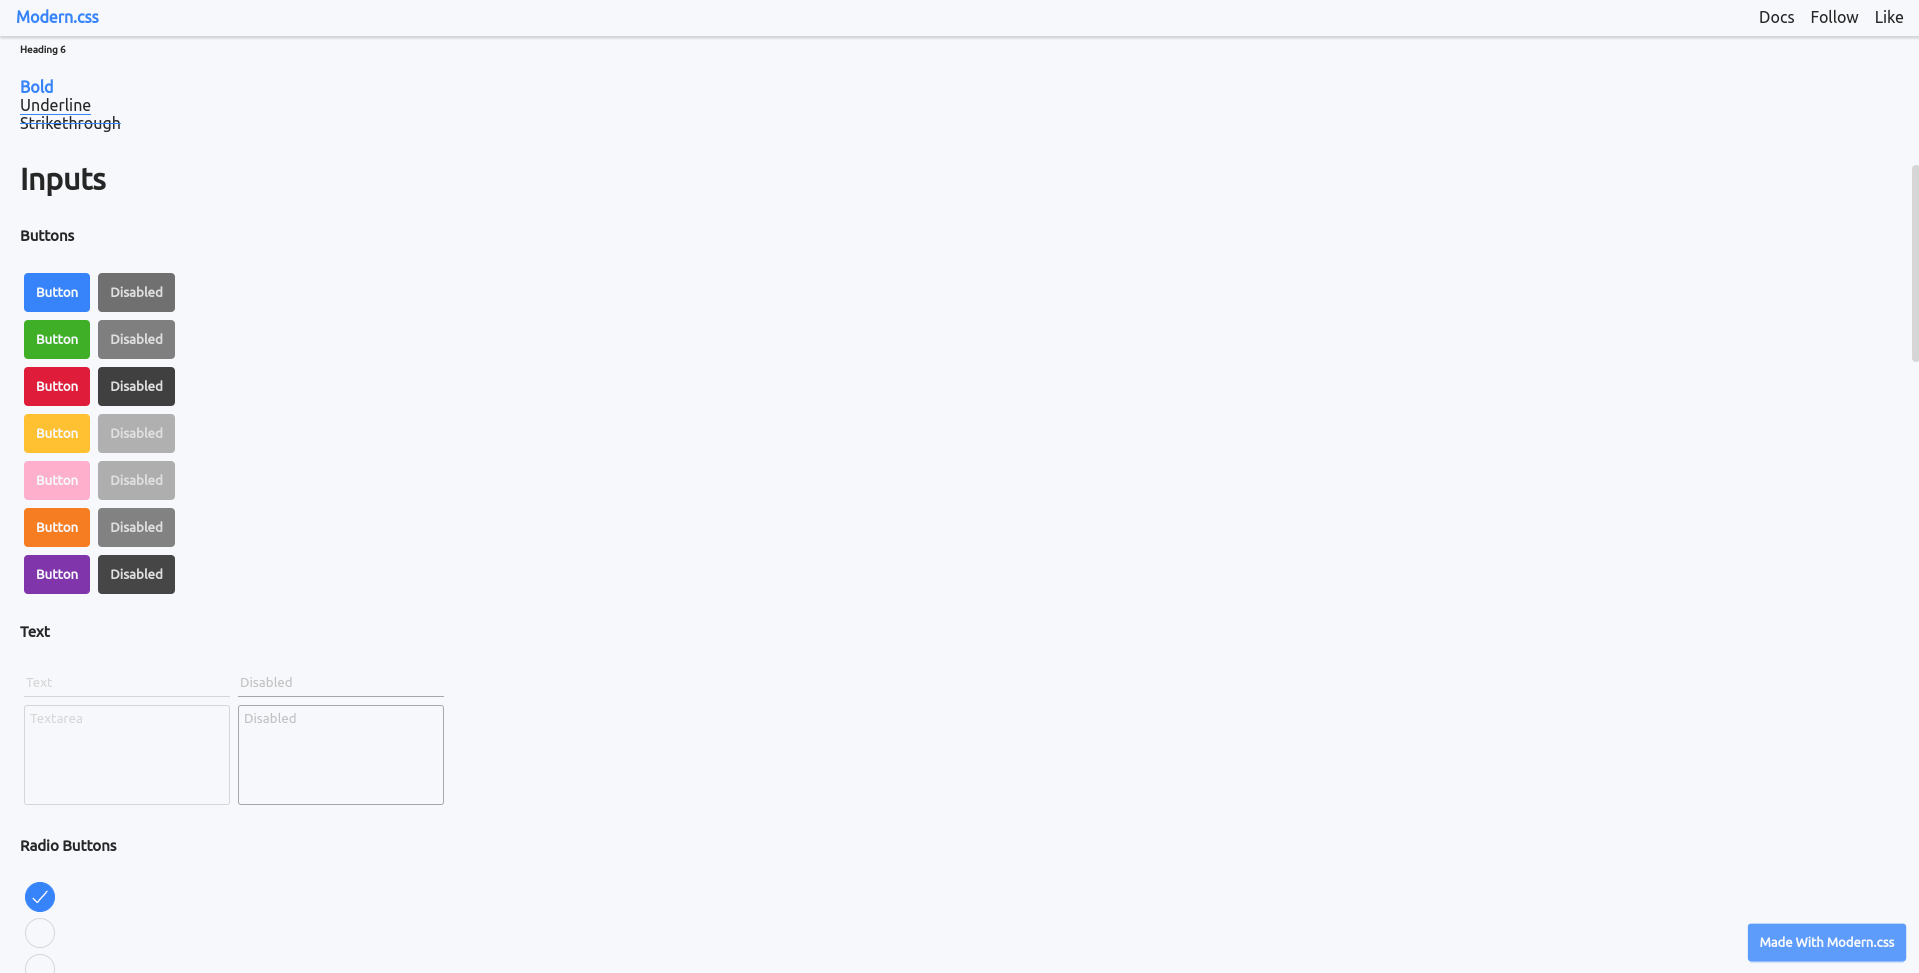 Modern.css Docs Follow Like
Heading 6
Bold
Underline
Strikethrough
Inputs
Buttons
Button Disabled
Button Disabled
Button Disabled
Button Disabled
Button Disabled
Button Disabled
Button Disabled
Text
Text Disabled
Textarea Disabled
Radio Buttons
Made With Modern.css